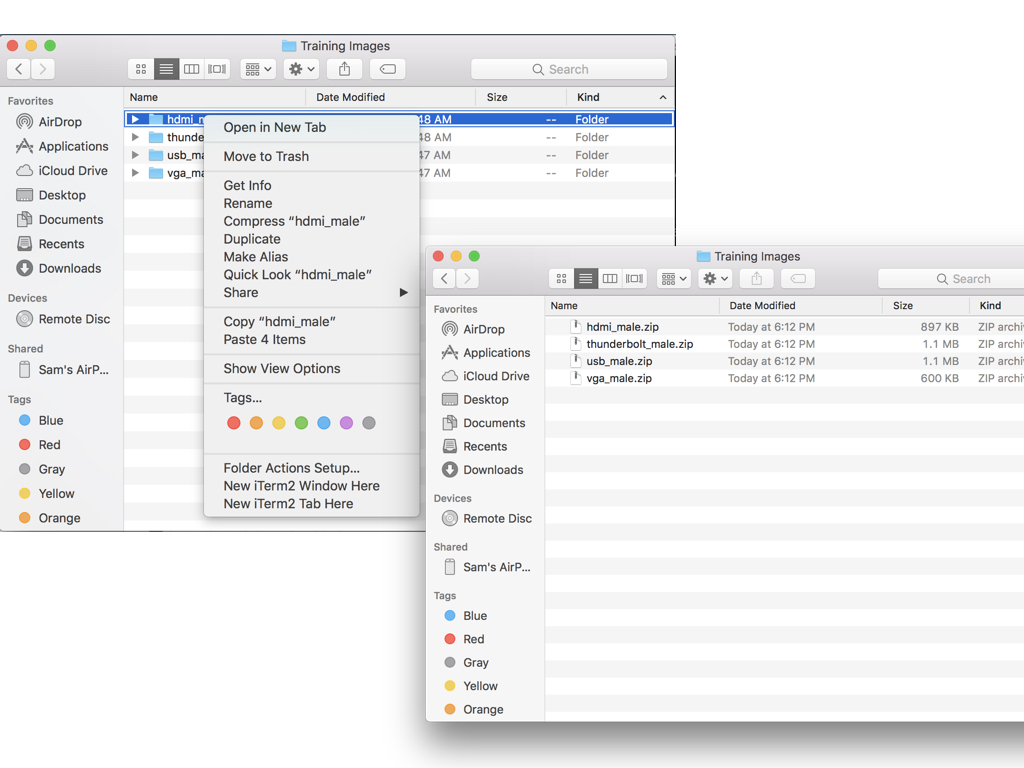 Training Images
Search
Favorites
AirDrop
Applications
iCloud Drive
Desktop
Documents
Recents
Downloads
Devices
Remote Disc
Shared
Sam's AirP...
Tags
Blue
Red
Gray
Yellow
Orange
Name Date Modified Size Kind
48 AM -- Folder
48 AM -- Folder
47 AM -- Folder
47 AM -- Folder
Open in New Tab
Move to Trash
Get Info
Rename
Compress “hdmi_male”
Duplicate
Make Alias
Quick Look “hdmi_male”
Share
Copy “hdmi_male”
Paste 4 Items
Show View Options
Tags...
Folder Actions Setup...
New iTerm2 Window Here
New iTerm2 Tab Here
Training Images
Search
Favorites
AirDrop
Applications
iCloud Drive
Desktop
Documents
Recents
Downloads
Devices
Remote Disc
Shared
Sam's AirP...
Tags
Blue
Red
Gray
Yellow
Orange
Name Date Modified Size Kind
hdmi_male.zip Today at 6:12 PM 897 KB ZIP archi
thunderbolt_male.zip Today at 6:12 PM 1.1 MB ZIP archi
usb_male.zip Today at 6:12 PM 1.1 MB ZIP archi
vga_male.zip Today at 6:12 PM 600 KB ZIP archi